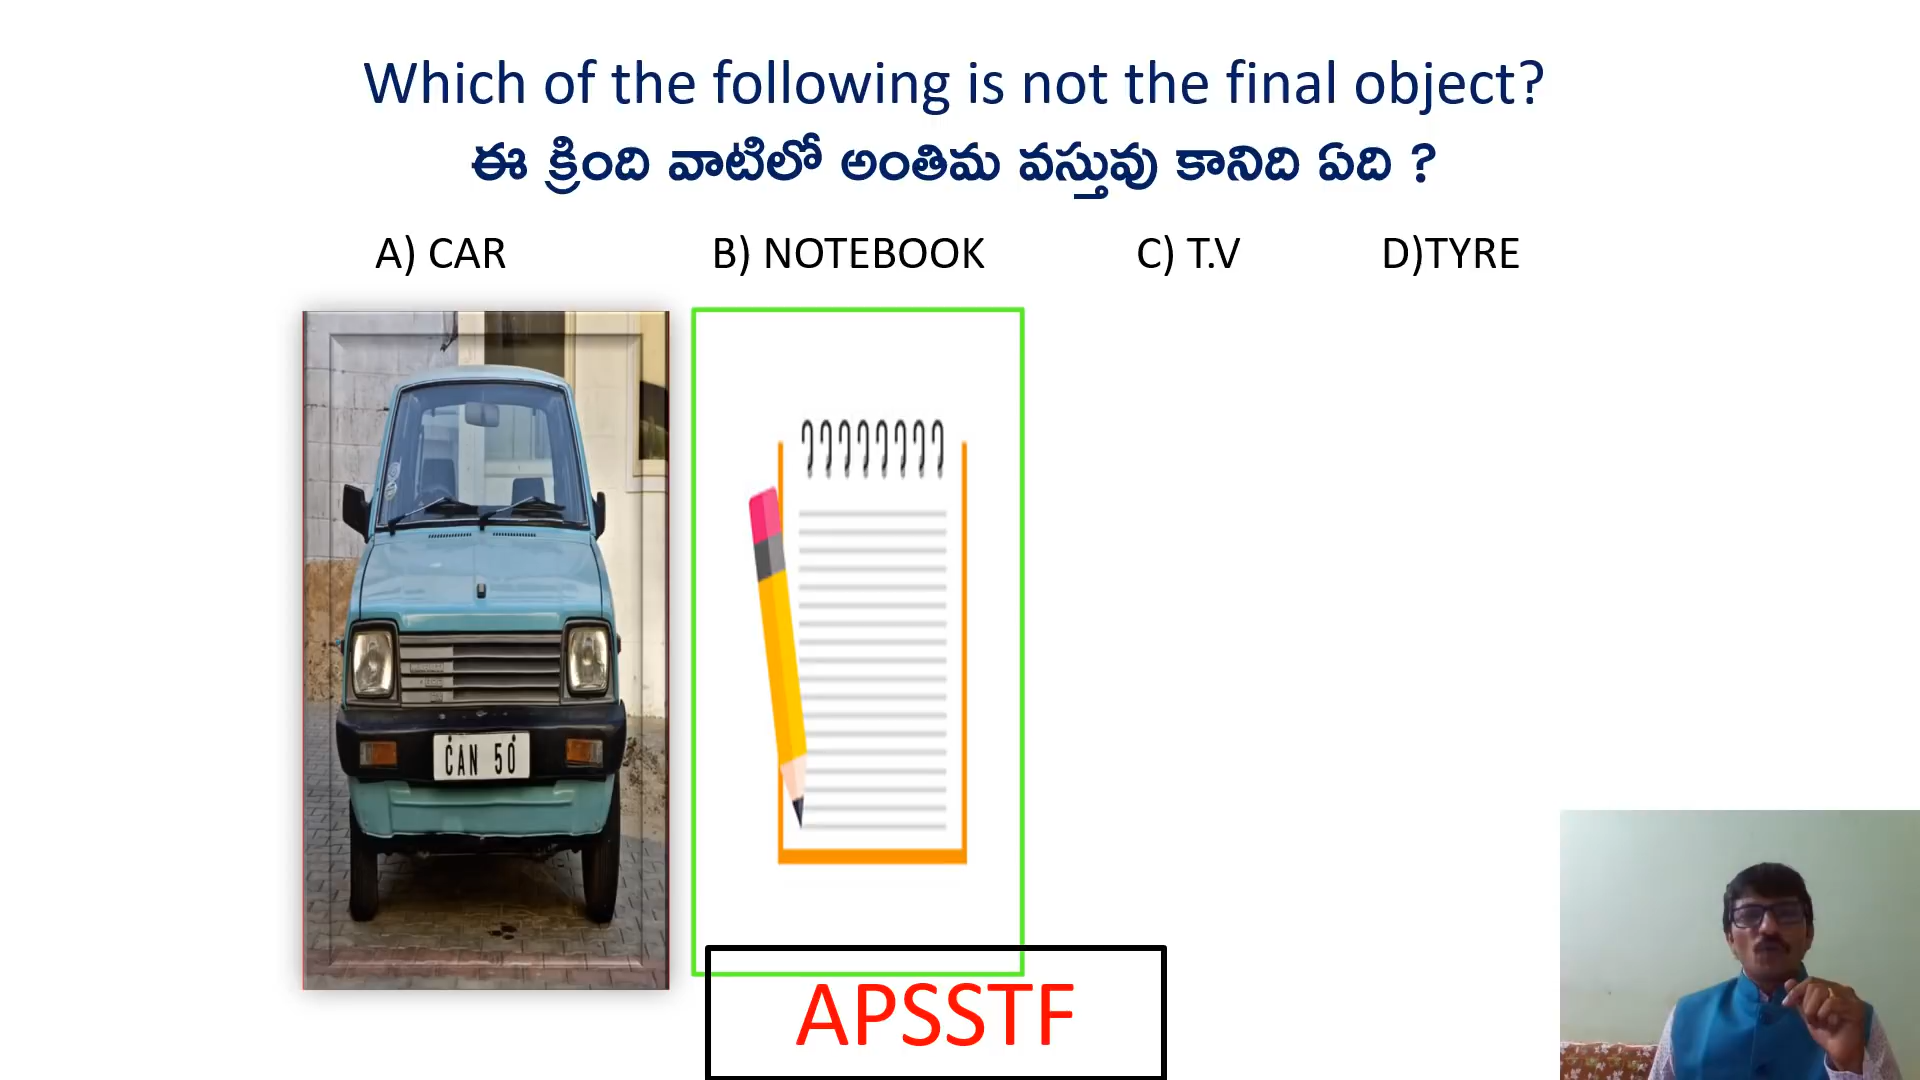 Which of the following is not the final object?
ఈ క్రింది వాటిలో అంతిమ వస్తువు కానిది ఏది ?
A) CAR B) NOTEBOOK C) T.V D)TYRE
CAN 50
APSSTF